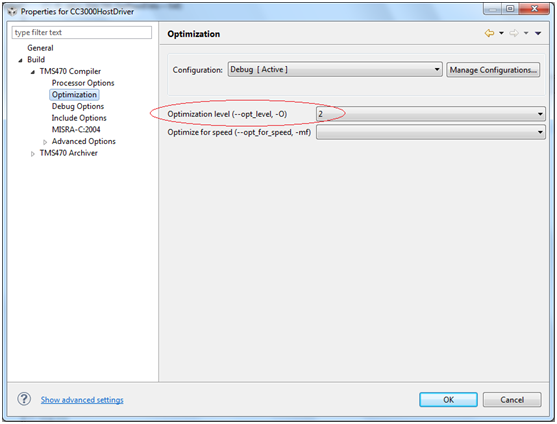 Properties for CC3000HostDriver
type filter text
General
Build
TMS470 Compiler
Processor Options
Optimization
Debug Options
Include Options
MISRA-C:2004
Advanced Options
TMS470 Archiver
Optimization
Configuration: Debug [ Active ] Manage Configurations...
Optimization level (--opt_level, -O) 2
Optimize for speed (--opt_for_speed, -mf)
? Show advanced settings OK Cancel